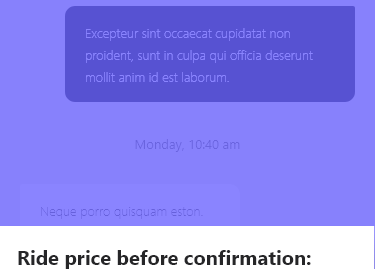 Excepteur sint occaecat cupidatat non
proident, sunt in culpa qui officia deserunt
mollit anim id est laborum.
Monday, 10:40 am
Neque porro quisquam eston.
Ride price before confirmation: